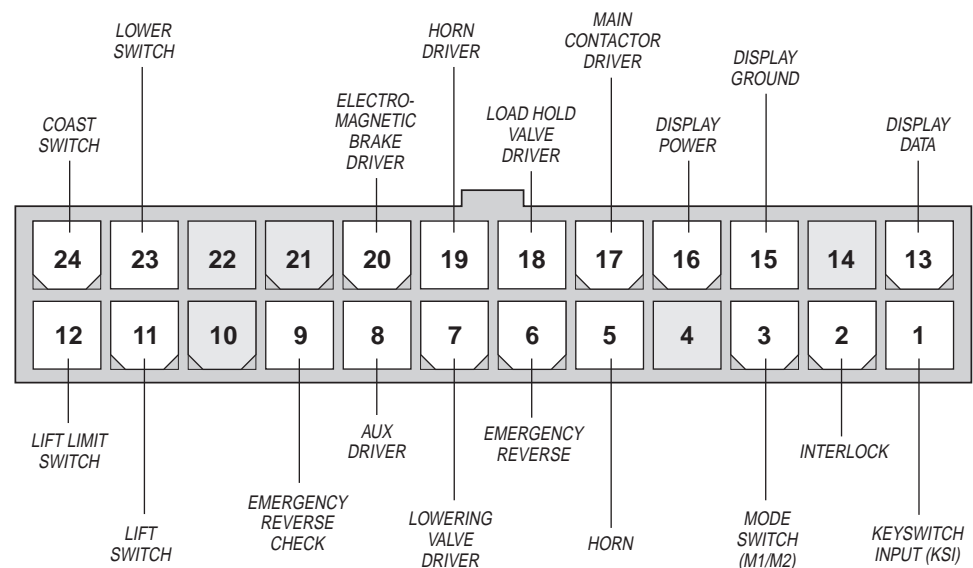 LOWER
SWITCH
HORN
DRIVER
MAIN
CONTACTOR
DRIVER
DISPLAY
GROUND
COAST
SWITCH
ELECTRO-
MAGNETIC
BRAKE
DRIVER
LOAD HOLD
VALVE
DRIVER
DISPLAY
POWER
DISPLAY
DATA
24 23 22 21 20 19 18 17 16 15 14 13
12 11 10 9 8 7 6 5 4 3 2 1
LIFT LIMIT
SWITCH
AUX
DRIVER
EMERGENCY
REVERSE
INTERLOCK
LIFT
SWITCH
EMERGENCY
REVERSE
CHECK
LOWERING
VALVE
DRIVER
HORN
MODE
SWITCH
(M1/M2)
KEYSWITCH
INPUT (KSI)